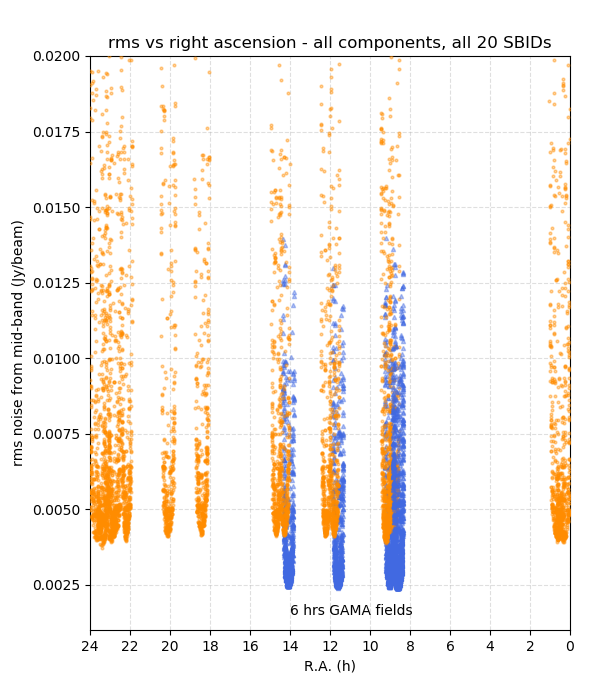 rms vs right ascension - all components, all 20 SBIDs
rms noise from mid-band (Jy/beam)
0.0200
0.0175
0.0150
0.0125
0.0100
0.0075
0.0050
0.0025
6 hrs GAMA fields
24 22 20 18 16 14 12 10 8 6 4 2 0
R.A. (h)